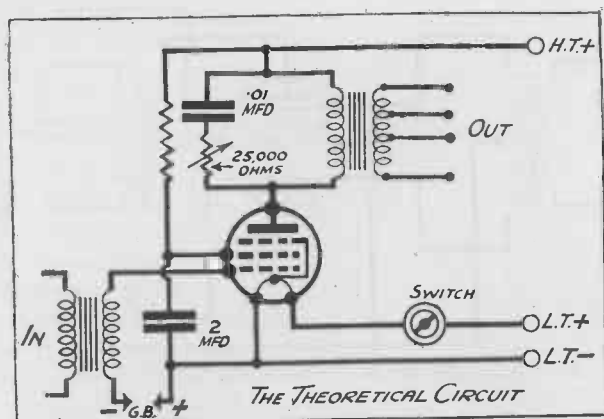 H.T.+
.01
MFD
25,000
OHMS
OUT
SWITCH
IN
2
MFD
L.T.+
L.T.-
- G.B. +
THE THEORETICAL CIRCUIT